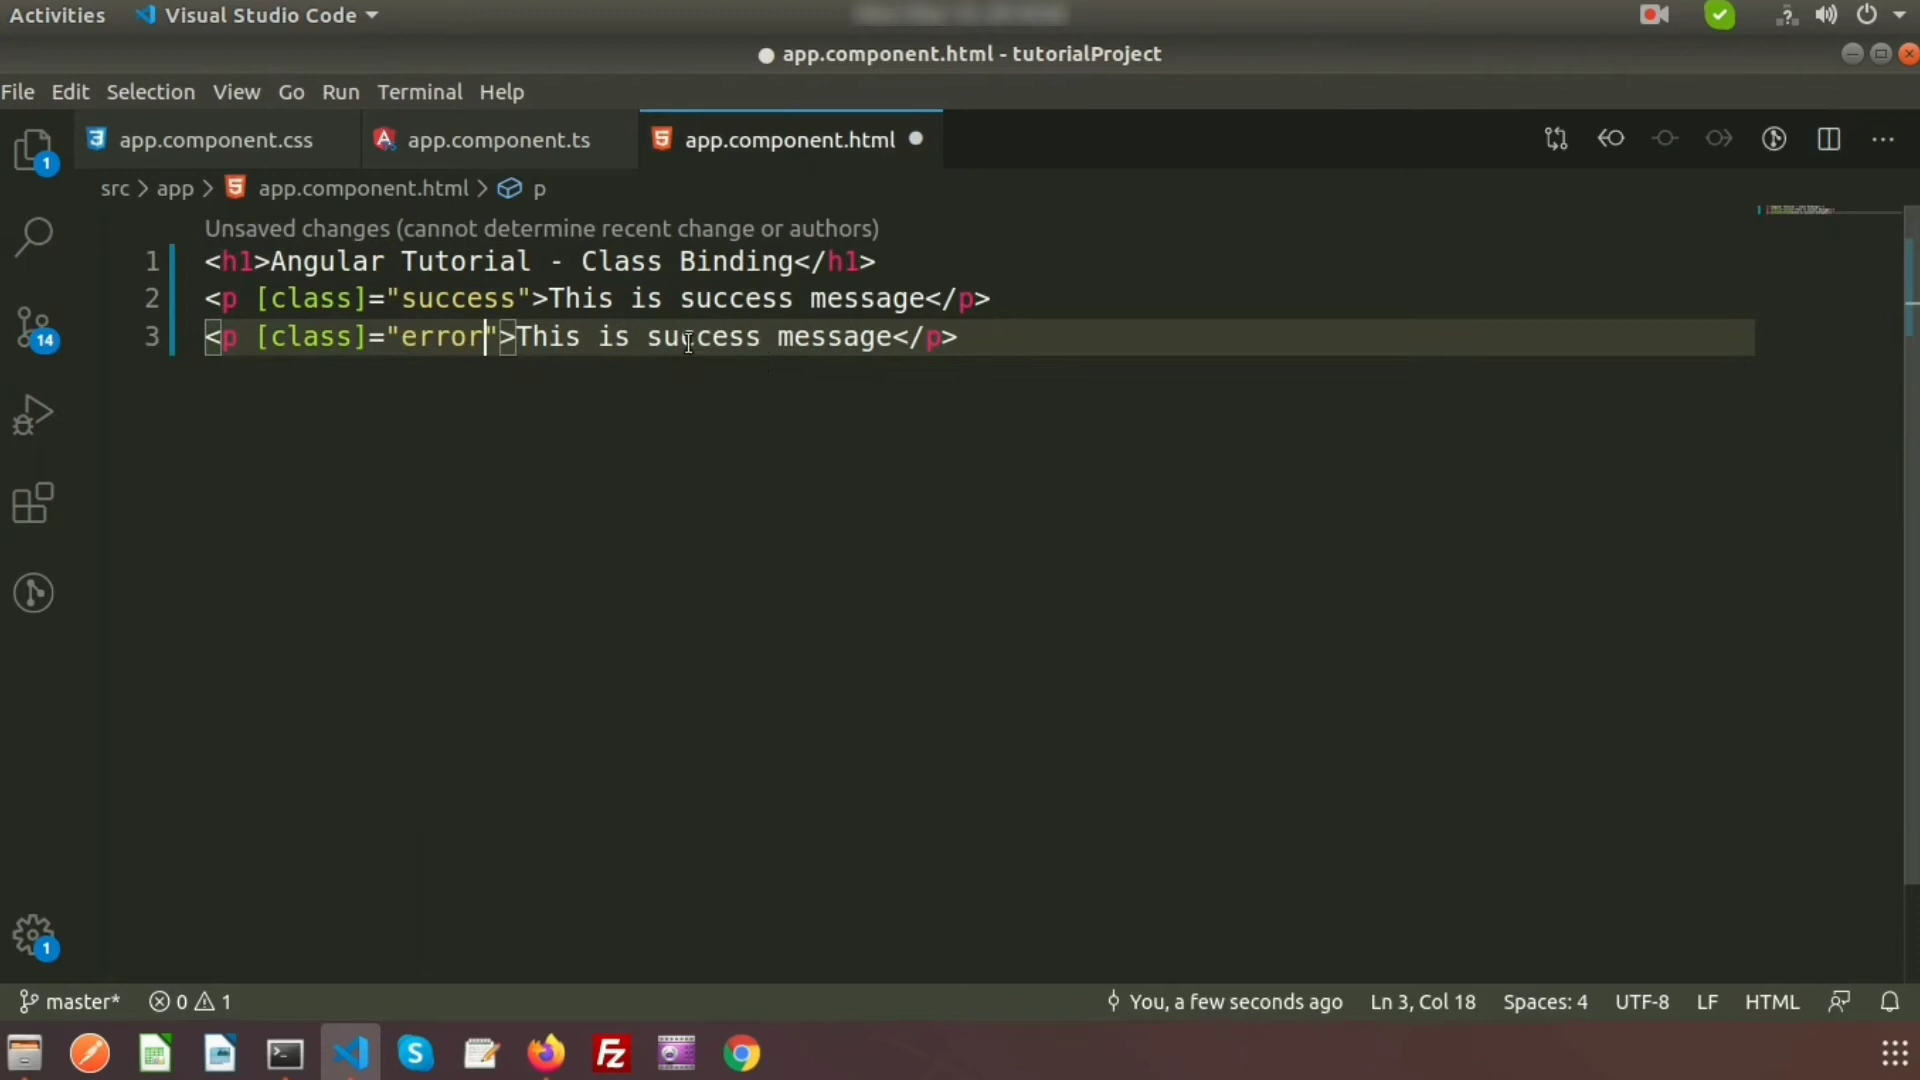 Activities Visual Studio Code
app.component.html - tutorialProject
File Edit Selection View Go Run Terminal Help
app.component.css app.component.ts app.component.html
src > app > app.component.html > p
Unsaved changes (cannot determine recent change or authors)
1 <h1>Angular Tutorial - Class Binding</h1>
2 <p [class]="success">This is success message</p>
3 <p [class]="error">This is success message</p>
1
14
1
master* 0 1 You, a few seconds ago Ln 3, Col 18 Spaces: 4 UTF-8 LF HTML